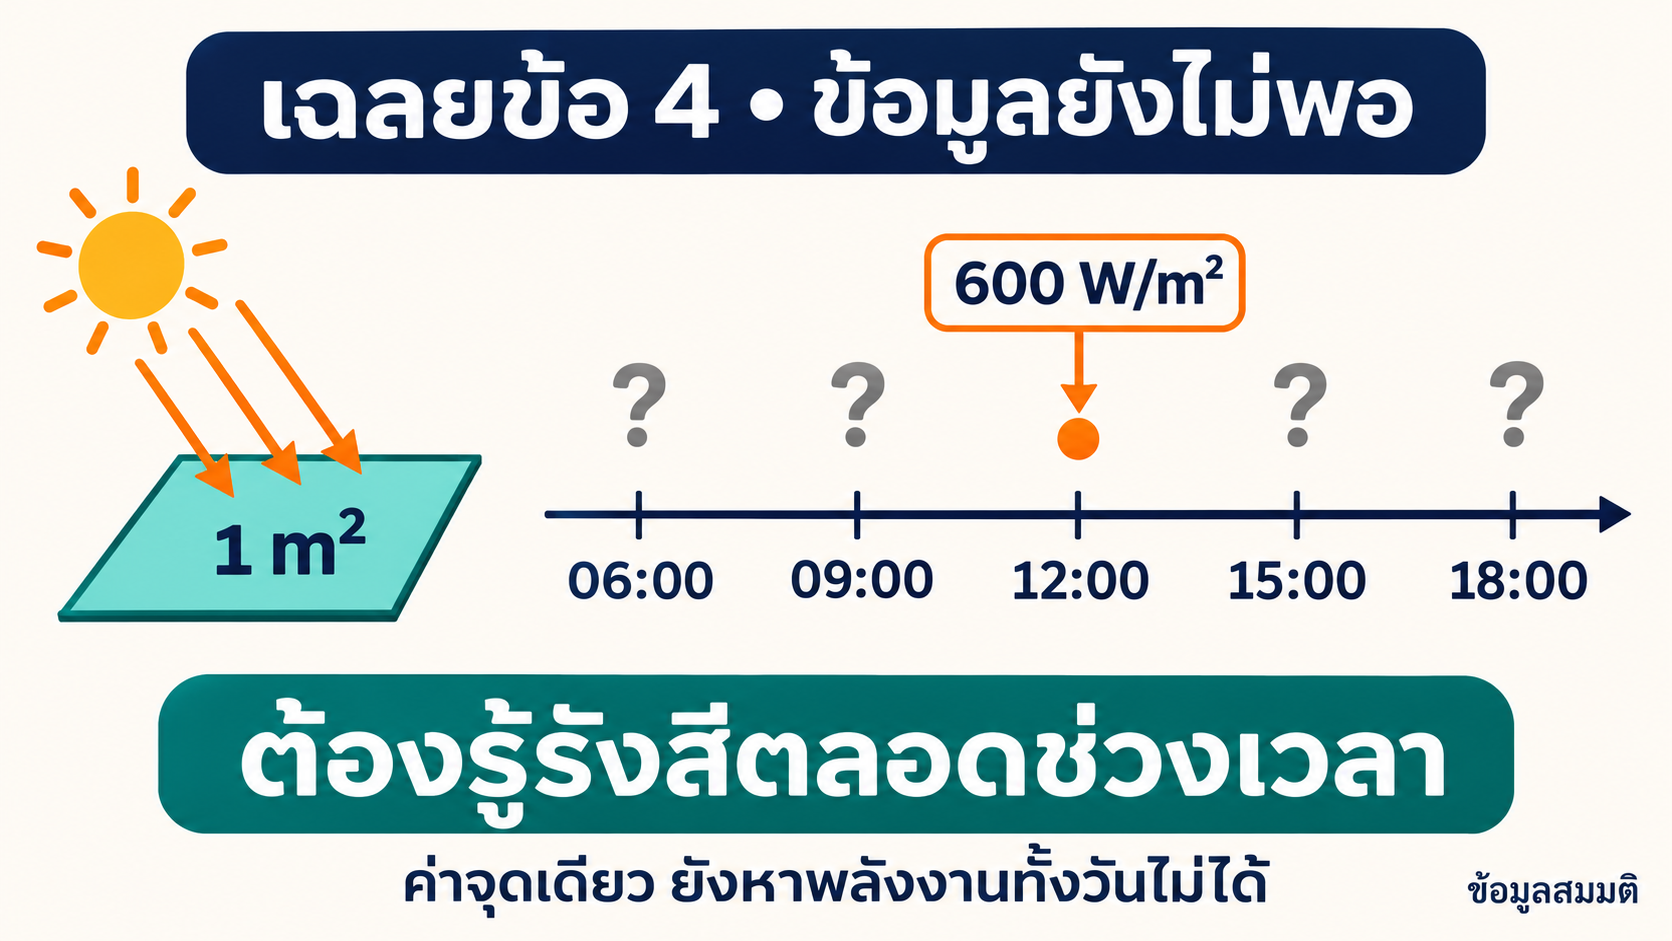 เฉลยข้อ 4 • ข้อมูลยังไม่พอ
600 W/m²
? ? ? ?
1 m²
06:00 09:00 12:00 15:00 18:00
ต้องรู้รังสีตลอดช่วงเวลา
ค่าจุดเดียว ยังหาพลังงานทั้งวันไม่ได้
ข้อมูลสมมติ